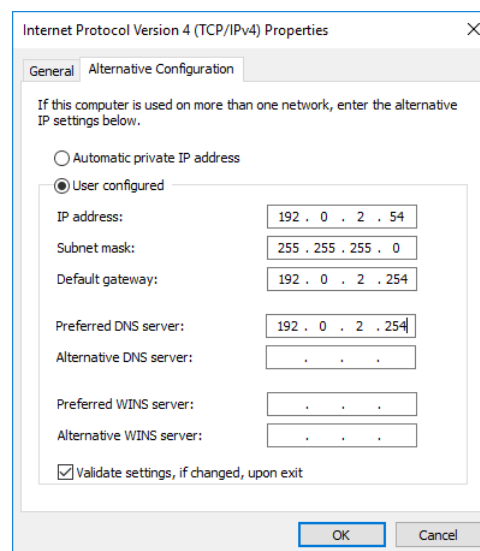 Internet Protocol Version 4 (TCP/IPv4) Properties
General Alternative Configuration
If this computer is used on more than one network, enter the alternative
IP settings below.
Automatic private IP address
User configured
IP address: 192 . 0 . 2 . 54
Subnet mask: 255 . 255 . 255 . 0
Default gateway: 192 . 0 . 2 . 254
Preferred DNS server: 192 . 0 . 2 . 254
Alternative DNS server: . . .
Preferred WINS server: . . .
Alternative WINS server: . . .
Validate settings, if changed, upon exit
OK Cancel